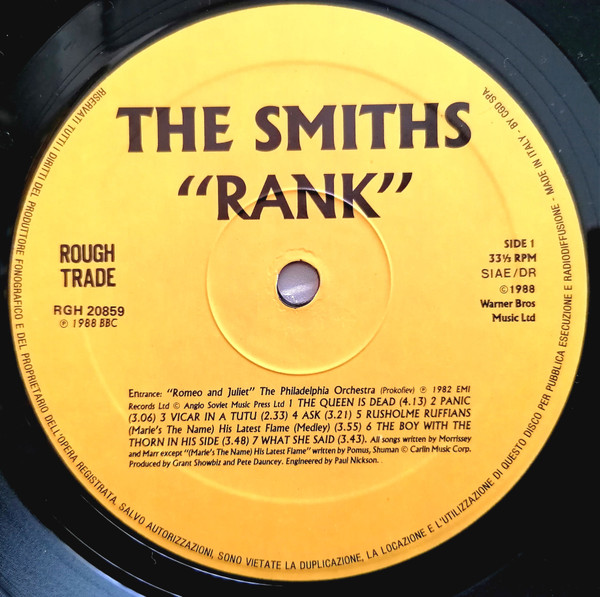 THE SMITHS
“RANK”
ROUGH
TRADE
RGH 20859
℗ 1988 BBC
SIDE 1
33⅓ RPM
SIAE/DR
©1988
Warner Bros
Music Ltd
Entrance: “Romeo and Juliet” The Philadelphia Orchestra (Prokofiev) ℗ 1982 EMI
Records Ltd © Anglo Soviet Music Press Ltd 1 THE QUEEN IS DEAD (4.13) 2 PANIC
(3.06) 3 VICAR IN A TUTU (2.33) 4 ASK (3.21) 5 RUSHOLME RUFFIANS
(Marie's The Name) His Latest Flame (Medley) (3.55) 6 THE BOY WITH THE
THORN IN HIS SIDE (3.48) 7 WHAT SHE SAID (3.43). All songs written by Morrissey
and Marr except “(Marie's The Name) His Latest Flame” written by Pomus, Shuman © Carlin Music Corp.
Produced by Grant Showbiz and Pete Dauncey. Engineered by Paul Nickson.
RISERVATI TUTTI I DIRITTI DEL PRODUTTORE FONOGRAFICO E DEL PROPRIETARIO DELL'OPERA REGISTRATA. SALVO AUTORIZZAZIONI, SONO VIETATE LA DUPLICAZIONE, LA LOCAZIONE E L'UTILIZZAZIONE DI QUESTO DISCO PER PUBBLICA ESECUZIONE E RADIODIFFUSIONE - MADE IN ITALY - BY CGD SPA.